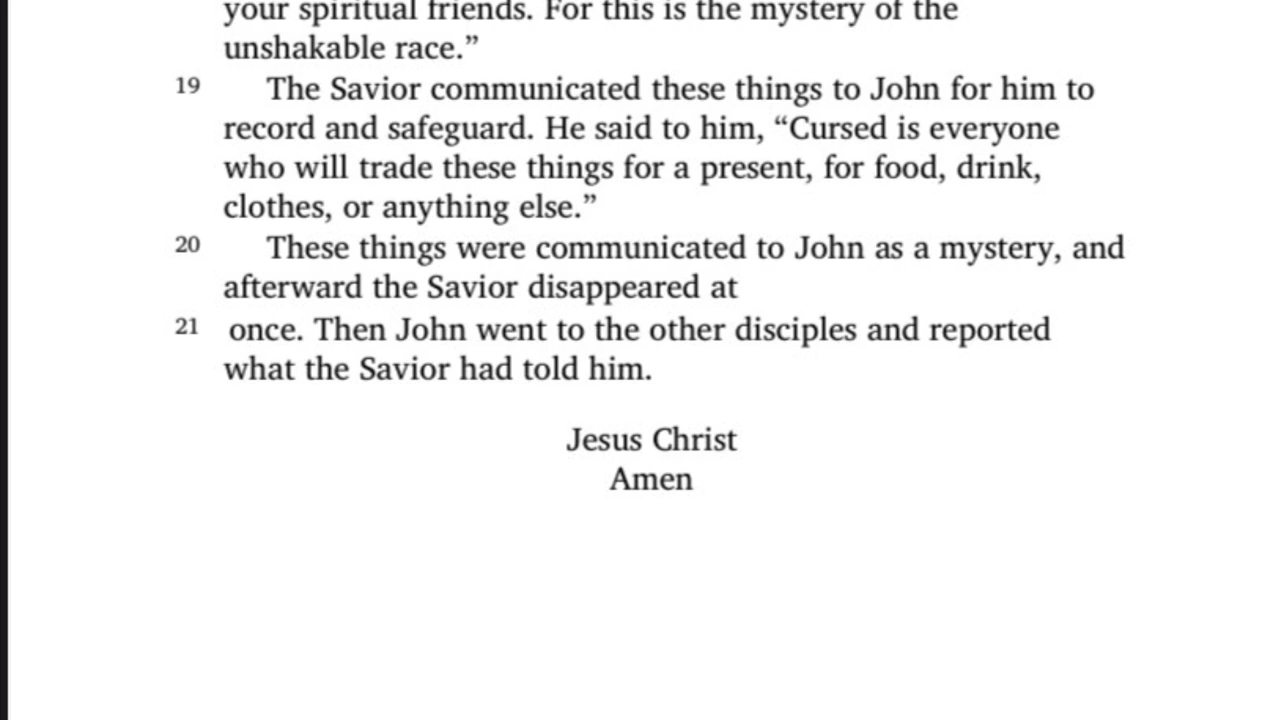 your spiritual friends. For this is the mystery of the
unshakable race.”
19 The Savior communicated these things to John for him to
record and safeguard. He said to him, “Cursed is everyone
who will trade these things for a present, for food, drink,
clothes, or anything else.”
20 These things were communicated to John as a mystery, and
afterward the Savior disappeared at
21 once. Then John went to the other disciples and reported
what the Savior had told him.
Jesus Christ
Amen